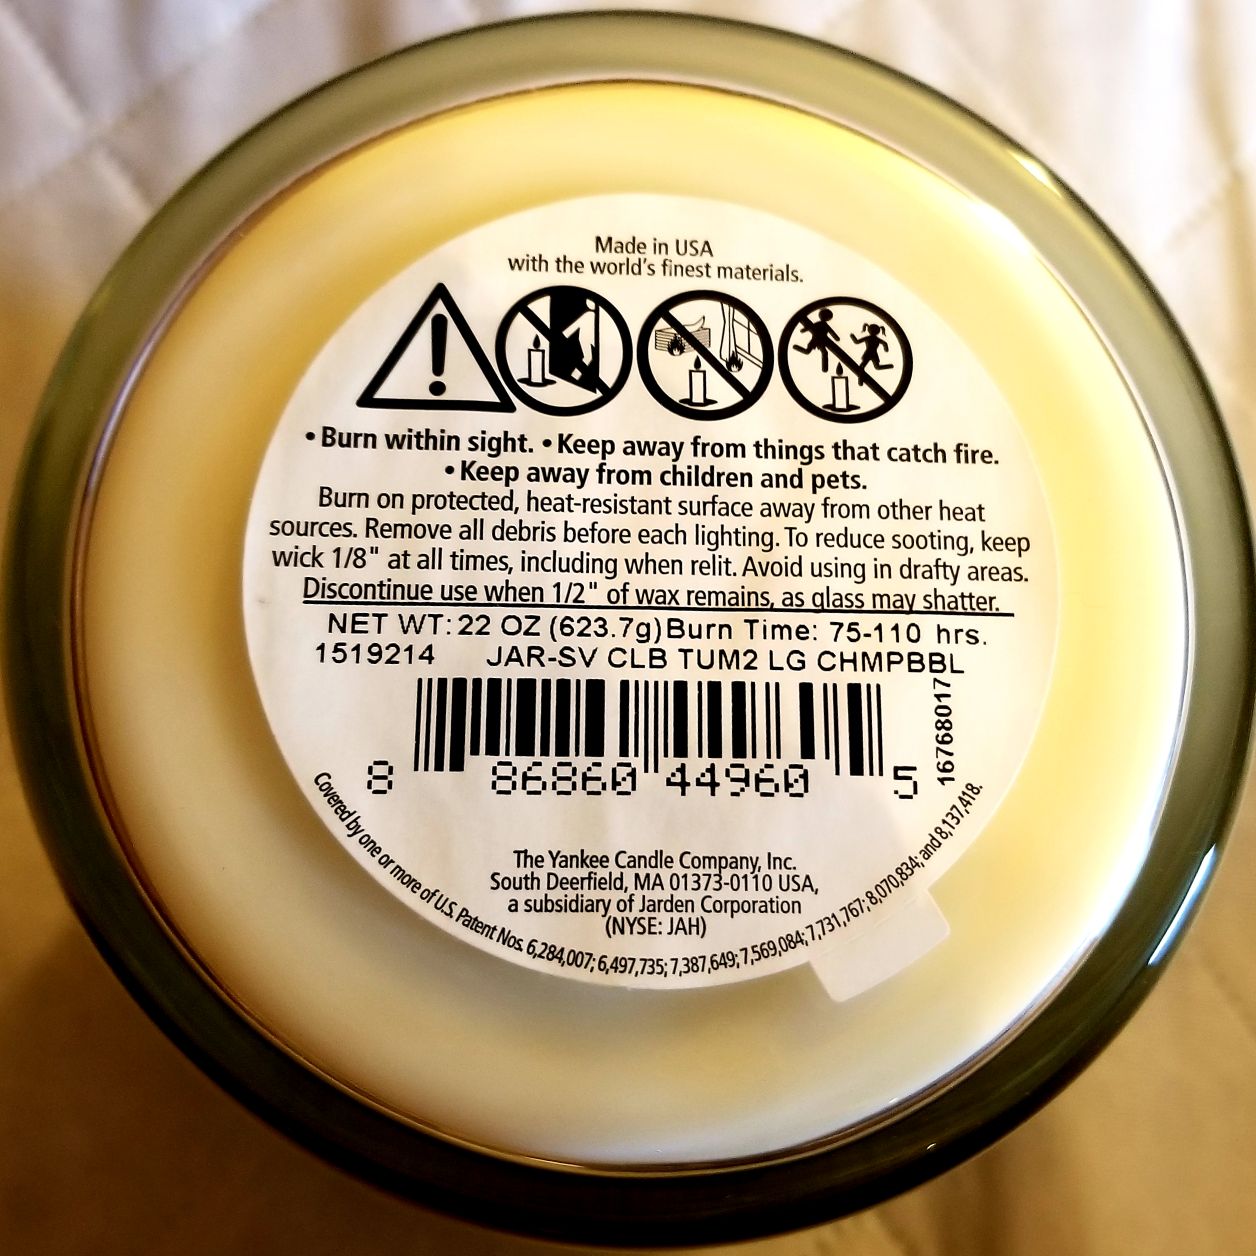 Made in USA
with the world's finest materials.
• Burn within sight. • Keep away from things that catch fire.
• Keep away from children and pets.
Burn on protected, heat-resistant surface away from other heat
sources. Remove all debris before each lighting. To reduce sooting, keep
wick 1/8" at all times, including when relit. Avoid using in drafty areas.
Discontinue use when 1/2" of wax remains, as glass may shatter.
NET WT: 22 OZ (623.7g) Burn Time: 75-110 hrs.
1519214 JAR-SV CLB TUM2 LG CHMPBBL
16768017
8 86860 44960 5
The Yankee Candle Company, Inc.
South Deerfield, MA 01373-0110 USA,
a subsidiary of Jarden Corporation
(NYSE: JAH)
Covered by one or more of U.S. Patent Nos. 6,284,007; 6,497,735; 7,387,649; 7,569,084; 7,731,767; 8,070,834; and 8,137,418.